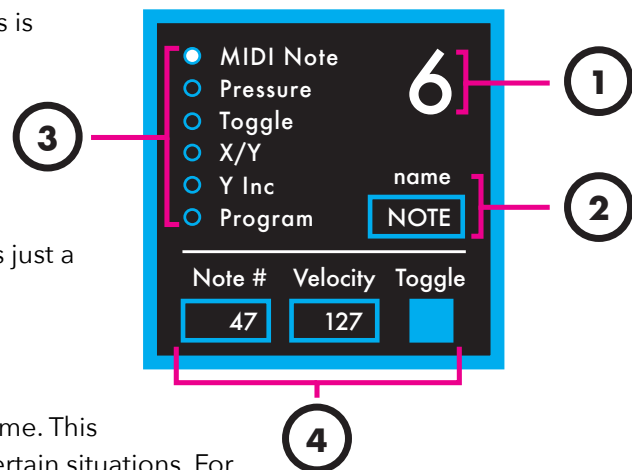 s is
MIDI Note
Pressure
Toggle
X/Y
Y Inc
Program
6
name
NOTE
1
2
3
s just a
Note # Velocity Toggle
47 127
me. This
4
ertain situations. For